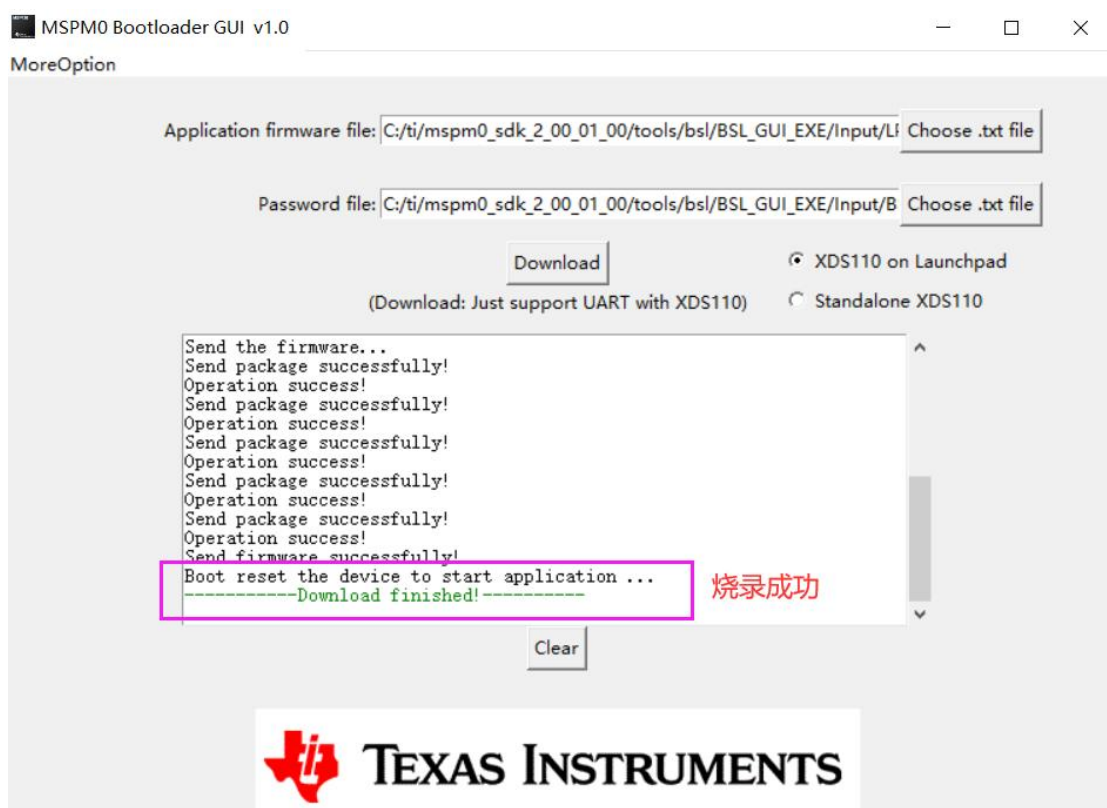 MSPM0 Bootloader GUI v1.0
MoreOption
Application firmware file: C:/ti/mspm0_sdk_2_00_01_00/tools/bsl/BSL_GUI_EXE/Input/ Choose .txt file
Password file: C:/ti/mspm0_sdk_2_00_01_00/tools/bsl/BSL_GUI_EXE/Input/B Choose .txt file
Download
XDS110 on Launchpad
(Download: Just support UART with XDS110)
Standalone XDS110
Send the firmware...
Send package successfully!
Operation success!
Send package successfully!
Operation success!
Send package successfully!
Operation success!
Send package successfully!
Operation success!
Send package successfully!
Operation success!
Send firmware successfully!
Boot reset the device to start application ...
-----------Download finished!----------
烧录成功
Clear
TEXAS INSTRUMENTS